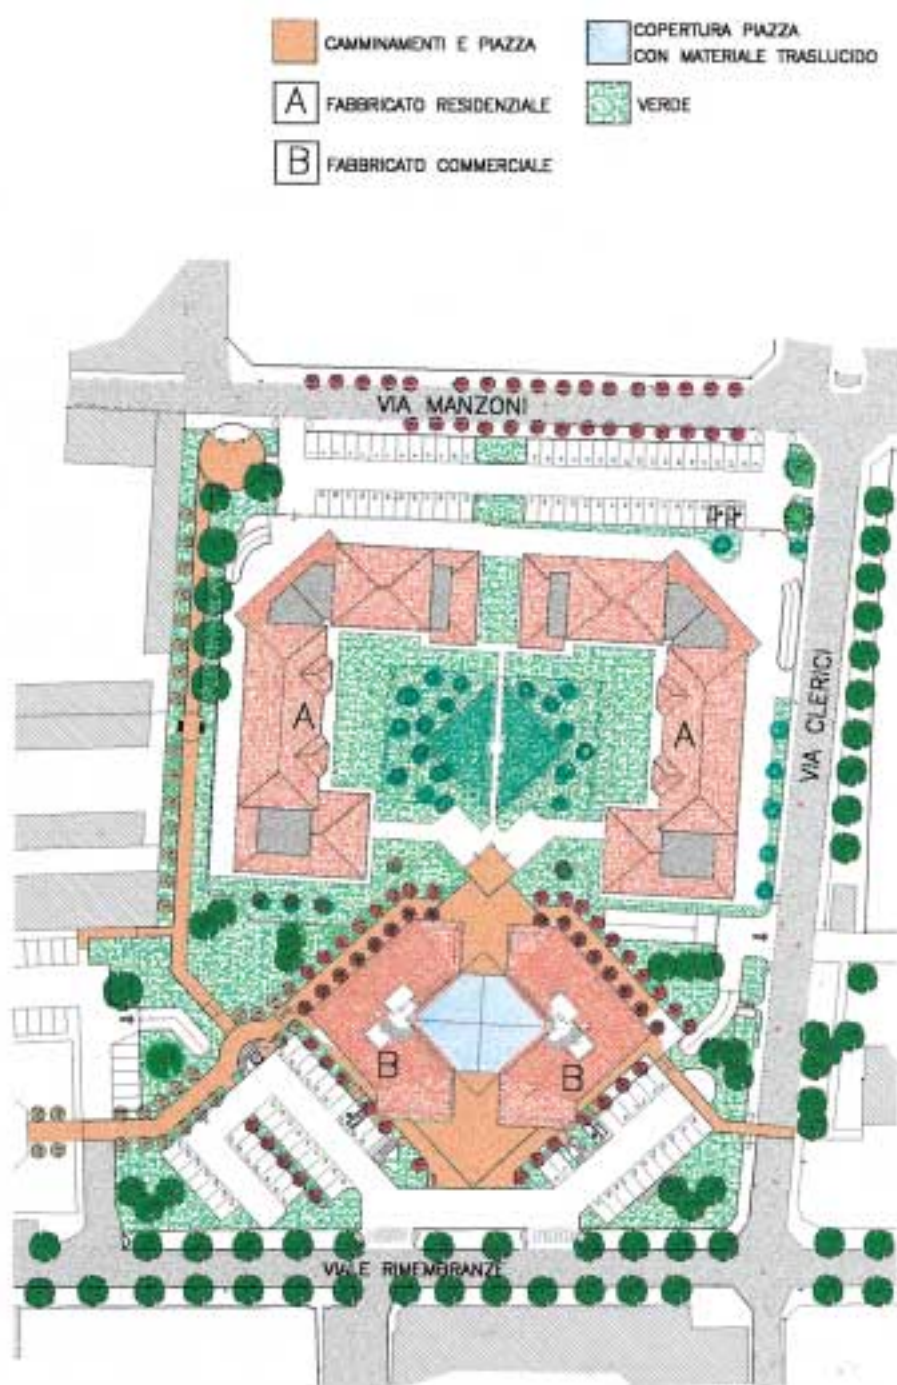 CAMMINAMENTI E PIAZZA
COPERTURA PIAZZA
CON MATERIALE TRASLUCIDO
A FABBRICATO RESIDENZIALE
VERDE
B FABBRICATO COMMERCIALE
VIA MANZONI
VIA CLERICI
A
A
B
B
VIALE RIMEMBRANZE